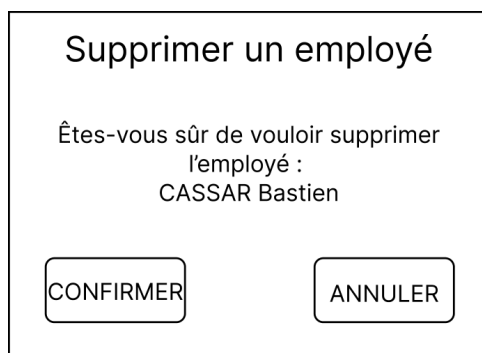 Supprimer un employé
Êtes-vous sûr de vouloir supprimer
l'employé :
CASSAR Bastien
CONFIRMER
ANNULER